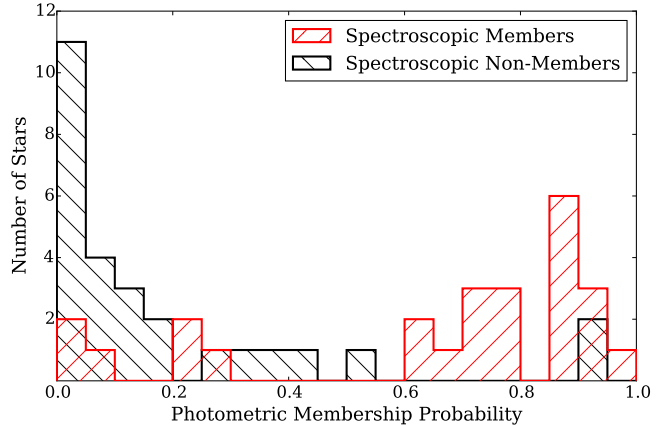 12
10
8
6
4
2
Number of Stars
Spectroscopic Members
Spectroscopic Non-Members
0.0 0.2 0.4 0.6 0.8 1.0
Photometric Membership Probability